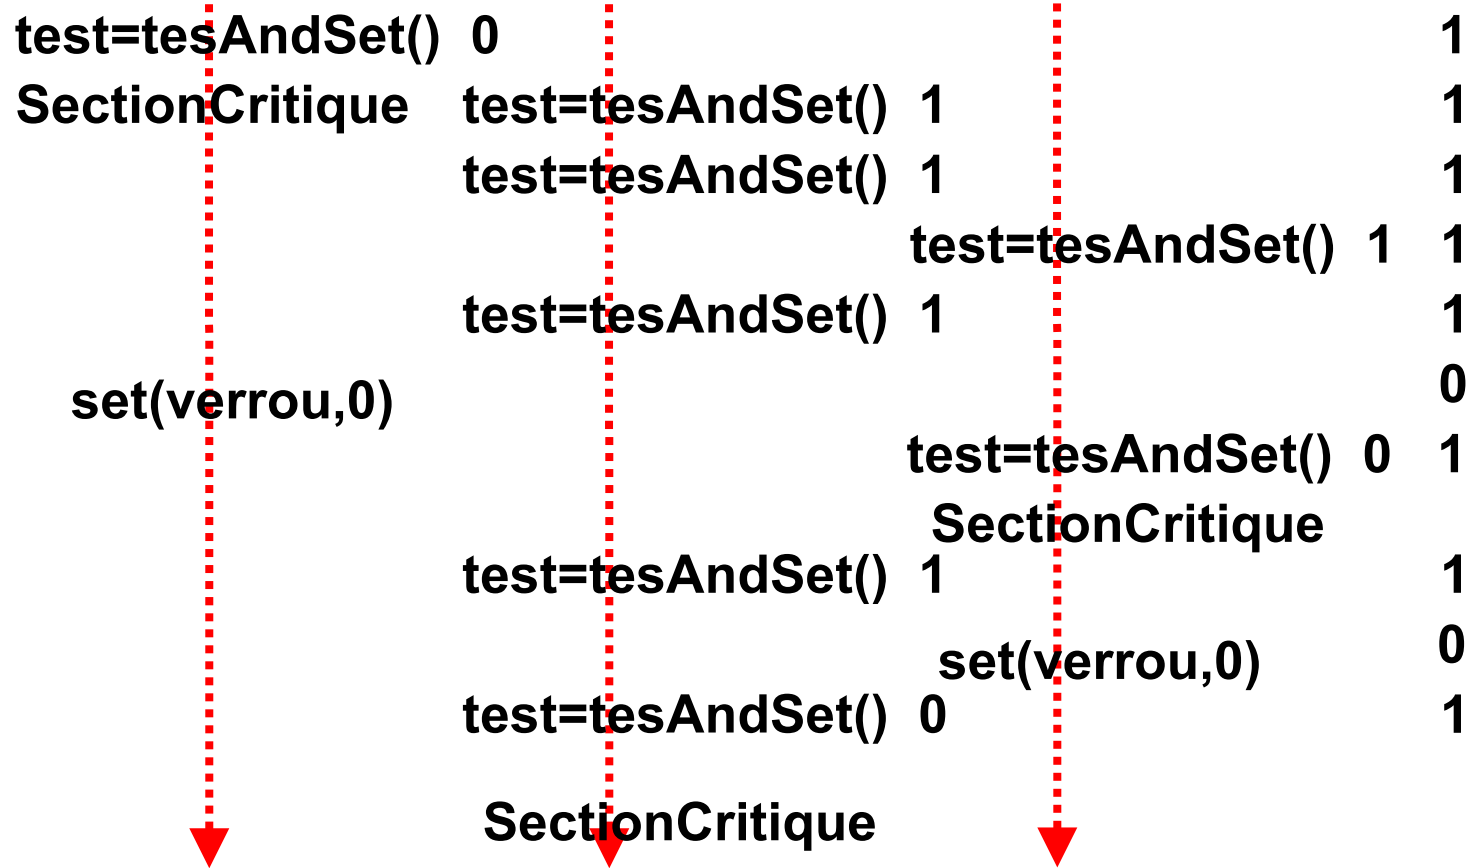 test=tesAndSet() 0 1
SectionCritique test=tesAndSet() 1 1
test=tesAndSet() 1 1
test=tesAndSet() 1 1
test=tesAndSet() 1 1
set(verrou,0) 0
test=tesAndSet() 0 1
SectionCritique
test=tesAndSet() 1 1
set(verrou,0) 0
test=tesAndSet() 0 1
SectionCritique